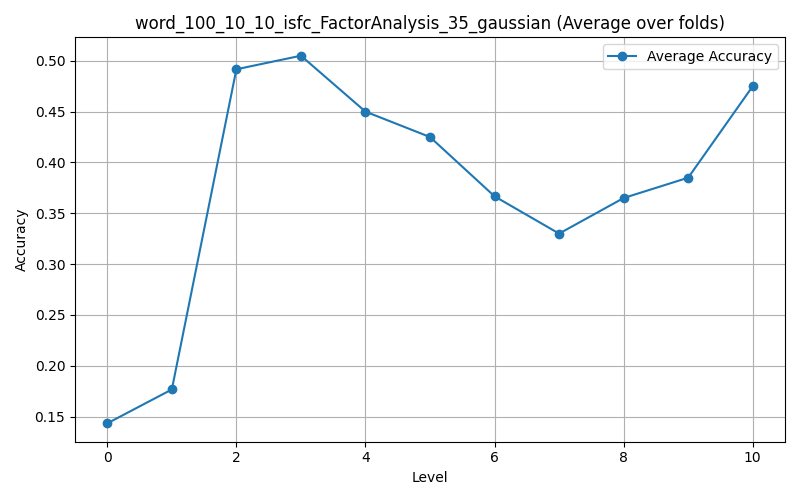 word_100_10_10_isfc_FactorAnalysis_35_gaussian (Average over folds)
Average Accuracy
Accuracy
0.50
0.45
0.40
0.35
0.30
0.25
0.20
0.15
0 2 4 6 8 10
Level